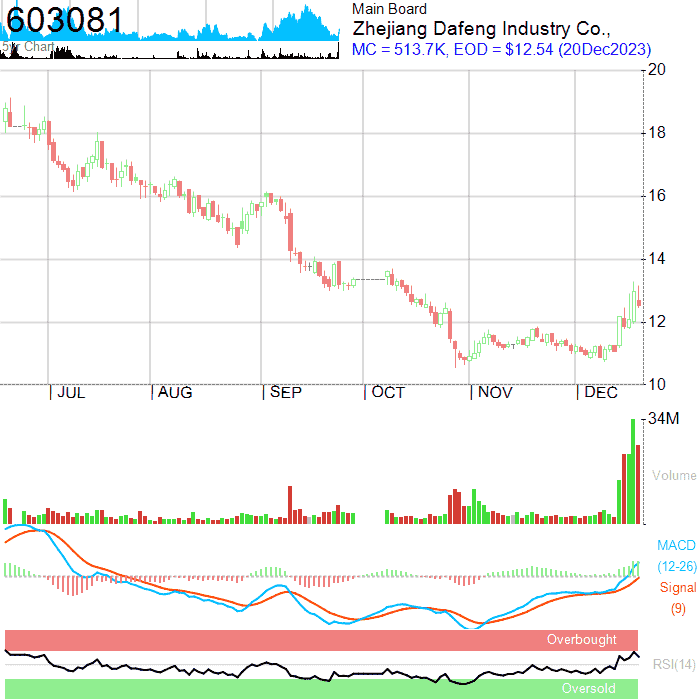 603081
5yr Chart
Main Board
Zhejiang Dafeng Industry Co.,
MC = 513.7K, EOD = $12.54 (20Dec2023)
20
18
16
14
12
10
JUL
AUG
SEP
OCT
NOV
DEC
34M
Volume
MACD
(12-26)
Signal
(9)
Overbought
RSI(14)
Oversold